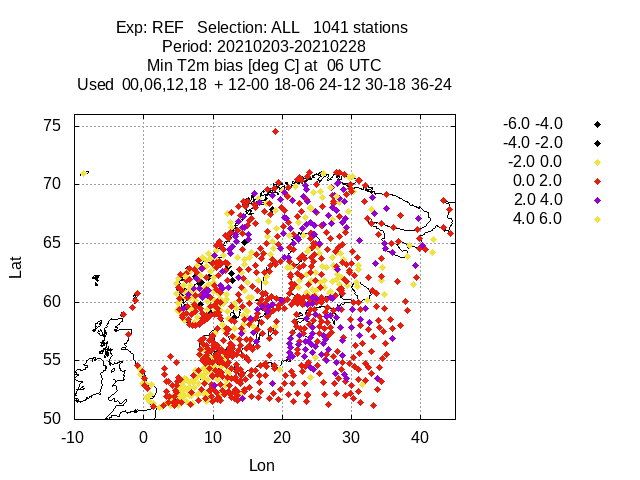 Exp: REF   Selection: ALL   1041 stations
Period: 20210203-20210228
Min T2m bias [deg C] at  06 UTC
Used  00,06,12,18  + 12-00 18-06 24-12 30-18 36-24
-6.0 -4.0
-4.0 -2.0
-2.0 0.0
0.0 2.0
2.0 4.0
4.0 6.0
75
70
65
60
55
50
Lat
-10 0 10 20 30 40
Lon